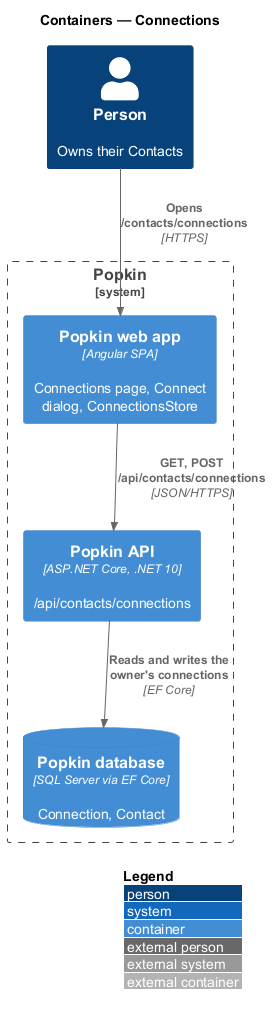 Containers — Connections
Person
Owns their Contacts
Opens
/contacts/connections
[HTTPS]
Popkin
[system]
Popkin web app
[Angular SPA]
Connections page, Connect
dialog, ConnectionsStore
GET, POST
/api/contacts/connections
[JSON/HTTPS]
Popkin API
[ASP.NET Core, .NET 10]
/api/contacts/connections
Reads and writes the
owner's connections
[EF Core]
Popkin database
[SQL Server via EF Core]
Connection, Contact
Legend
person
system
container
external person
external system
external container